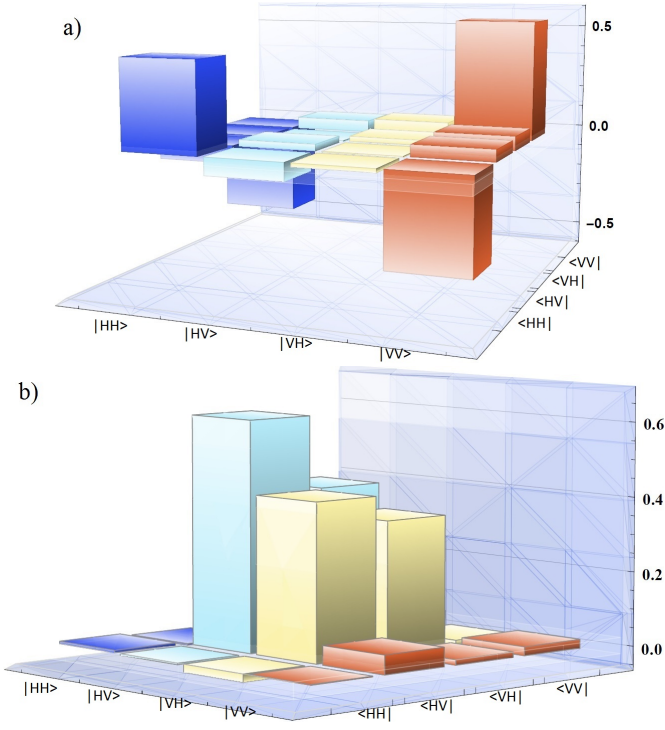 a)
0.5
0.0
−0.5
<VV|
<VH|
<HV|
<HH|
|HH>
|HV>
|VH>
|VV>
b)
0.6
0.4
0.2
0.0
|HH>
|HV>
|VH>
|VV>
<HH|
<HV|
<VH|
<VV|